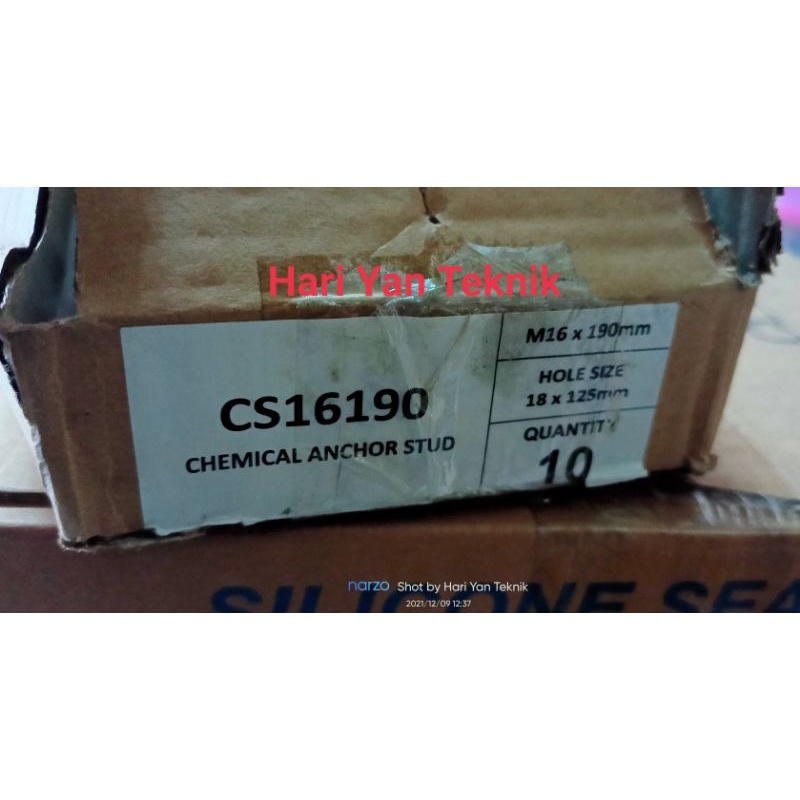 Hari Yan Teknik
CS16190
CHEMICAL ANCHOR STUD
M16 x 190mm
HOLE SIZE
18 x 125mm
QUANTITY
10
narzo Shot by Hari Yan Teknik
2021/12/09 12:37
SILICONE SEA